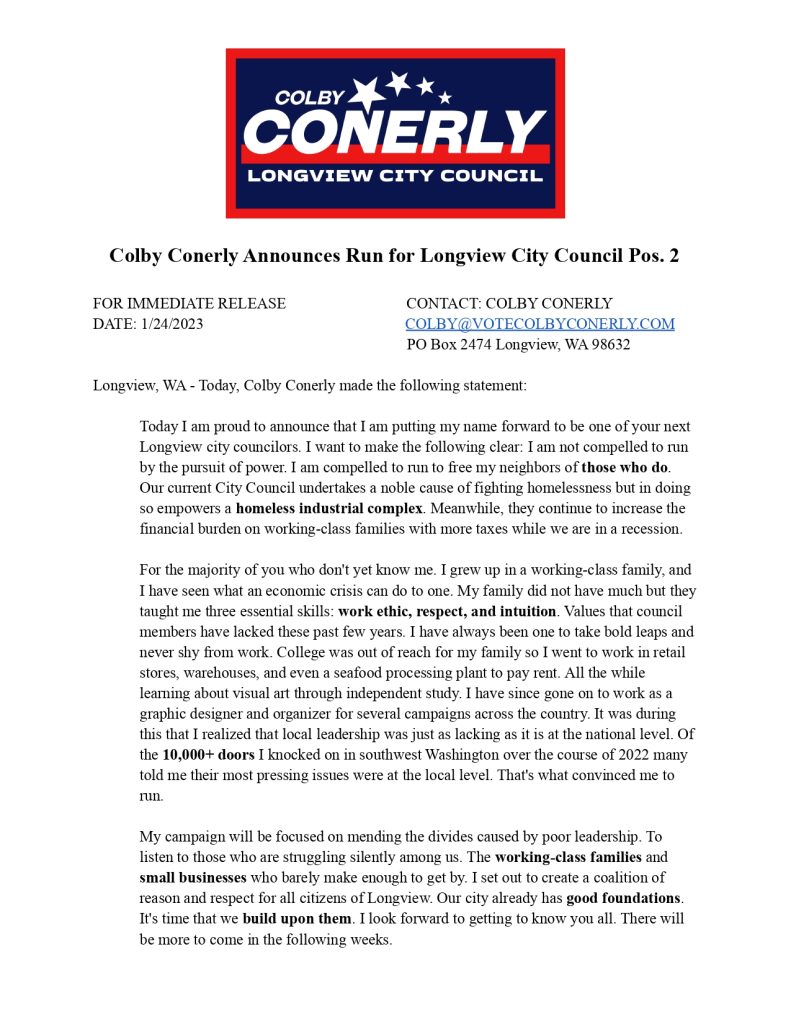 COLBY
CONERLY
LONGVIEW CITY COUNCIL
Colby Conerly Announces Run for Longview City Council Pos. 2
FOR IMMEDIATE RELEASE
DATE: 1/24/2023
CONTACT: COLBY CONERLY
COLBY@VOTECOLBYCONERLY.COM
PO Box 2474 Longview, WA 98632
Longview, WA - Today, Colby Conerly made the following statement:
Today I am proud to announce that I am putting my name forward to be one of your next
Longview city councilors. I want to make the following clear: I am not compelled to run
by the pursuit of power. I am compelled to run to free my neighbors of those who do.
Our current City Council undertakes a noble cause of fighting homelessness but in doing
so empowers a homeless industrial complex. Meanwhile, they continue to increase the
financial burden on working-class families with more taxes while we are in a recession.
For the majority of you who don't yet know me. I grew up in a working-class family, and
I have seen what an economic crisis can do to one. My family did not have much but they
taught me three essential skills: work ethic, respect, and intuition. Values that council
members have lacked these past few years. I have always been one to take bold leaps and
never shy from work. College was out of reach for my family so I went to work in retail
stores, warehouses, and even a seafood processing plant to pay rent. All the while
learning about visual art through independent study. I have since gone on to work as a
graphic designer and organizer for several campaigns across the country. It was during
this that I realized that local leadership was just as lacking as it is at the national level. Of
the 10,000+ doors I knocked on in southwest Washington over the course of 2022 many
told me their most pressing issues were at the local level. That's what convinced me to
run.
My campaign will be focused on mending the divides caused by poor leadership. To
listen to those who are struggling silently among us. The working-class families and
small businesses who barely make enough to get by. I set out to create a coalition of
reason and respect for all citizens of Longview. Our city already has good foundations.
It's time that we build upon them. I look forward to getting to know you all. There will
be more to come in the following weeks.